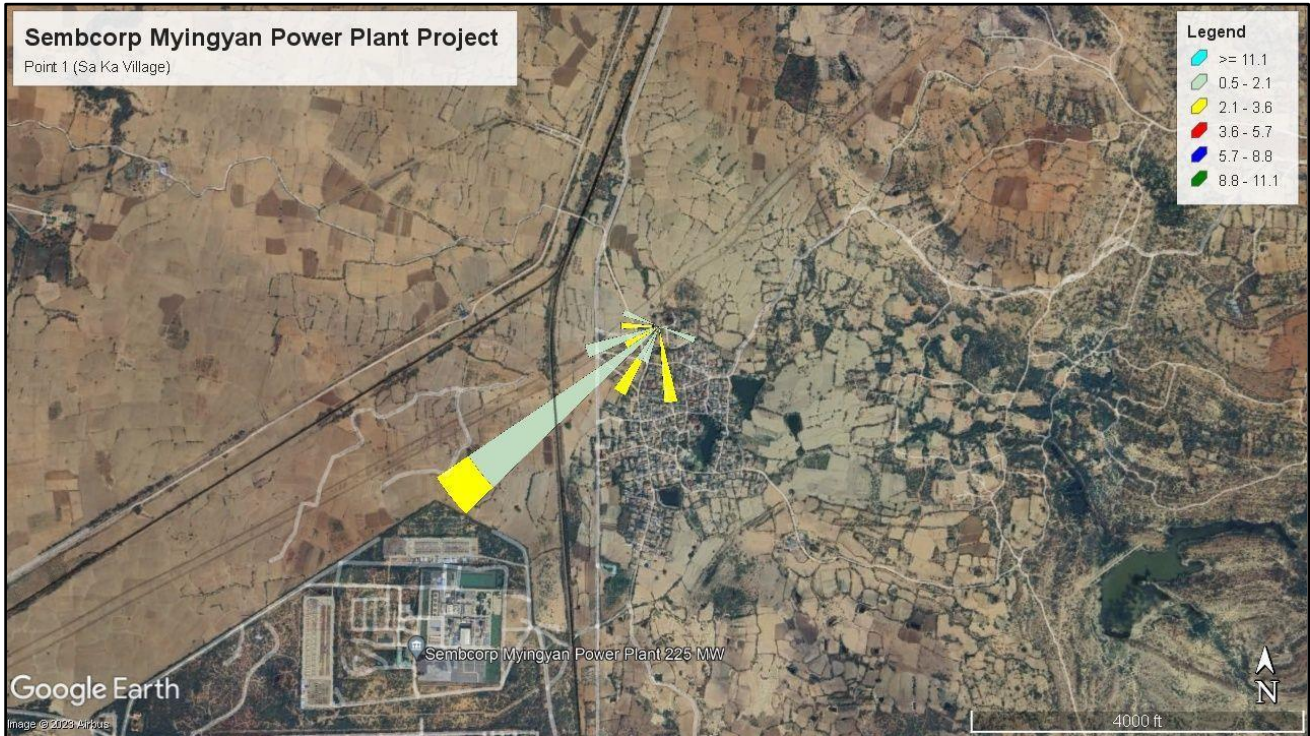 Sembcorp Myingyan Power Plant Project
Point 1 (Sa Ka Village)
Legend
>= 11.1
0.5 - 2.1
2.1 - 3.6
3.6 - 5.7
5.7 - 8.8
8.8 - 11.1
Sembcorp Myingyan Power Plant 225 MW
Google Earth
N
Image © 2023 Airbus
4000 ft